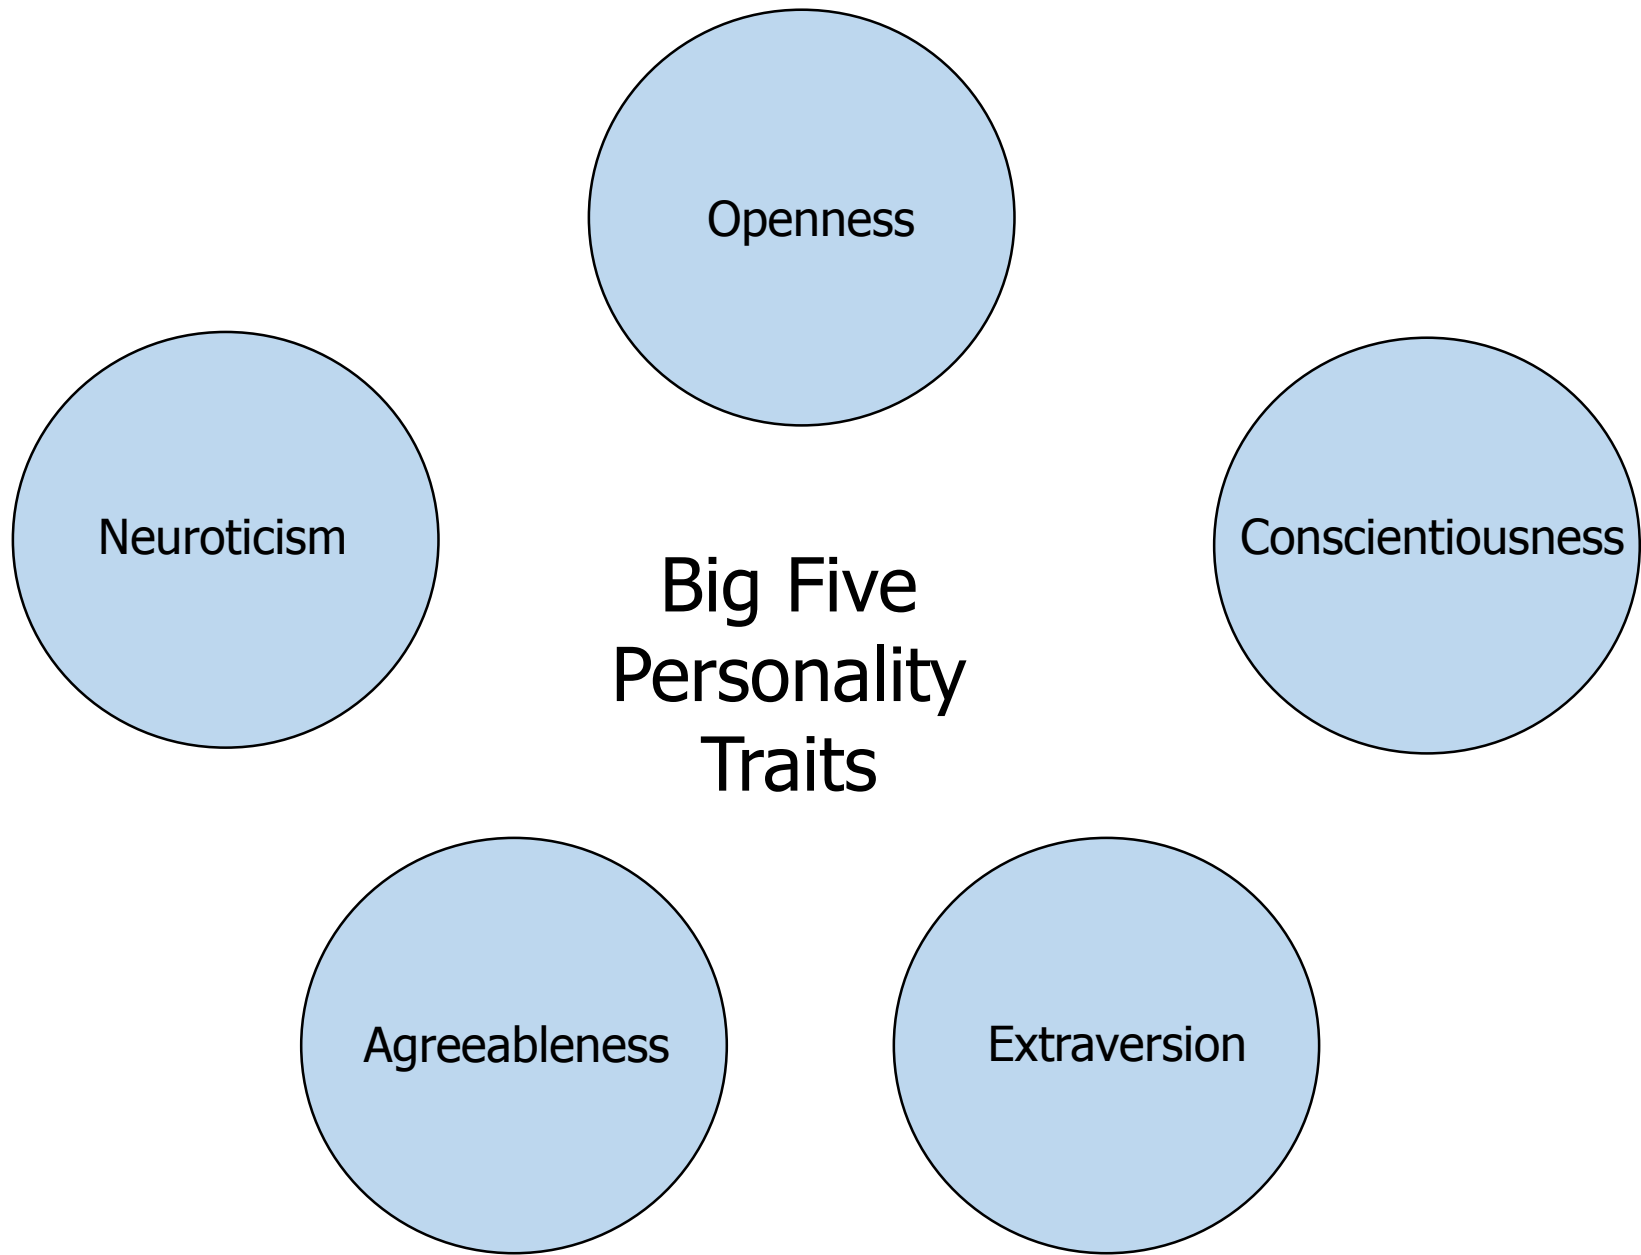 Openness
Neuroticism
Conscientiousness
Big Five
Personality
Traits
Agreeableness
Extraversion